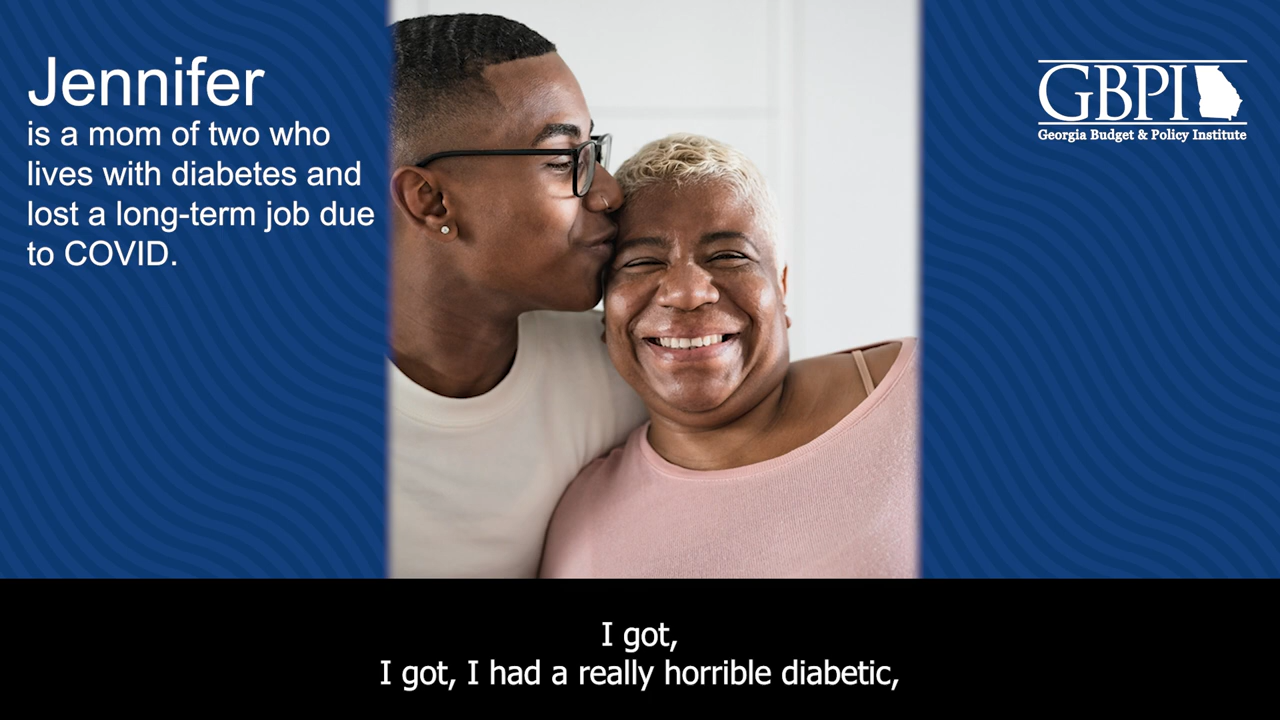 Jennifer
is a mom of two who
lives with diabetes and
lost a long-term job due
to COVID.
GBPI
Georgia Budget & Policy Institute
I got,
I got, I had a really horrible diabetic,